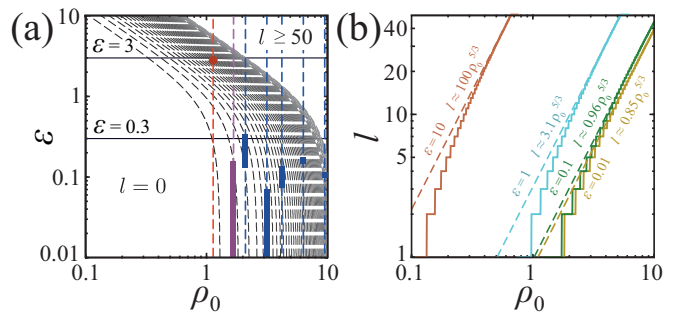 (a)
10
1
0.1
0.01
ε
ε = 3
l ≥ 50
ε = 0.3
l = 0
0.1
1
10
ρ₀
(b)
40
20
10
5
1
l
ε = 10 l ≈ 100ρ₀^5/3
ε = 1 l ≈ 3.1ρ₀^5/3
ε = 0.1 l ≈ 0.96ρ₀^5/3
ε = 0.01 l ≈ 0.85ρ₀^5/3
0.1
1
10
ρ₀